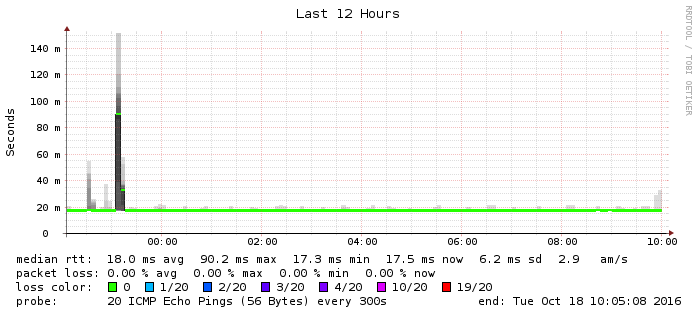 Last 12 Hours
RRDTOOL / TOBI OETIKER
Seconds
140 m
120 m
100 m
80 m
60 m
40 m
20 m
0
00:00 02:00 04:00 06:00 08:00 10:00
median rtt: 18.0 ms avg 90.2 ms max 17.3 ms min 17.5 ms now 6.2 ms sd 2.9 am/s
packet loss: 0.00 % avg 0.00 % max 0.00 % min 0.00 % now
loss color: 0 1/20 2/20 3/20 4/20 10/20 19/20
probe: 20 ICMP Echo Pings (56 Bytes) every 300s end: Tue Oct 18 10:05:08 2016